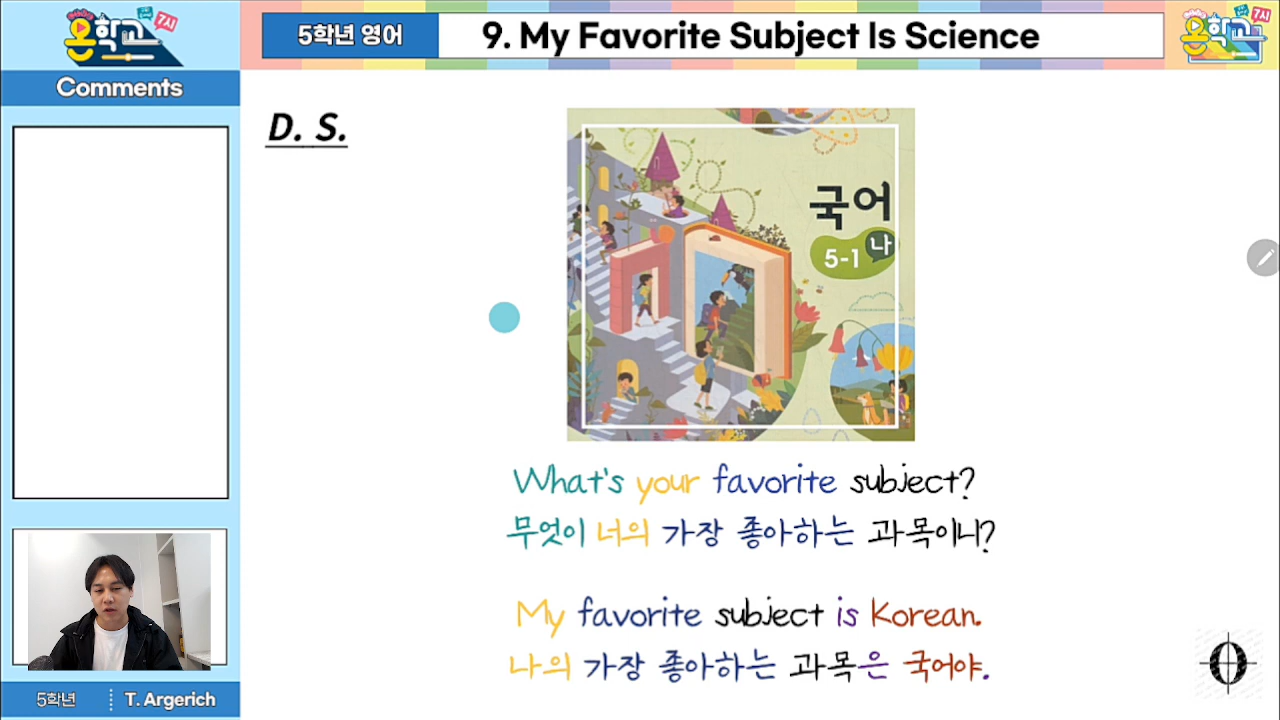 온학교 7시
5학년 영어
9. My Favorite Subject Is Science
온학교 7시
Comments
D. S.
국어
5-1 나
What's your favorite subject?
무엇이 너의 가장 좋아하는 과목이니?
My favorite subject is Korean.
나의 가장 좋아하는 과목은 국어야.
5학년
T. Argerich